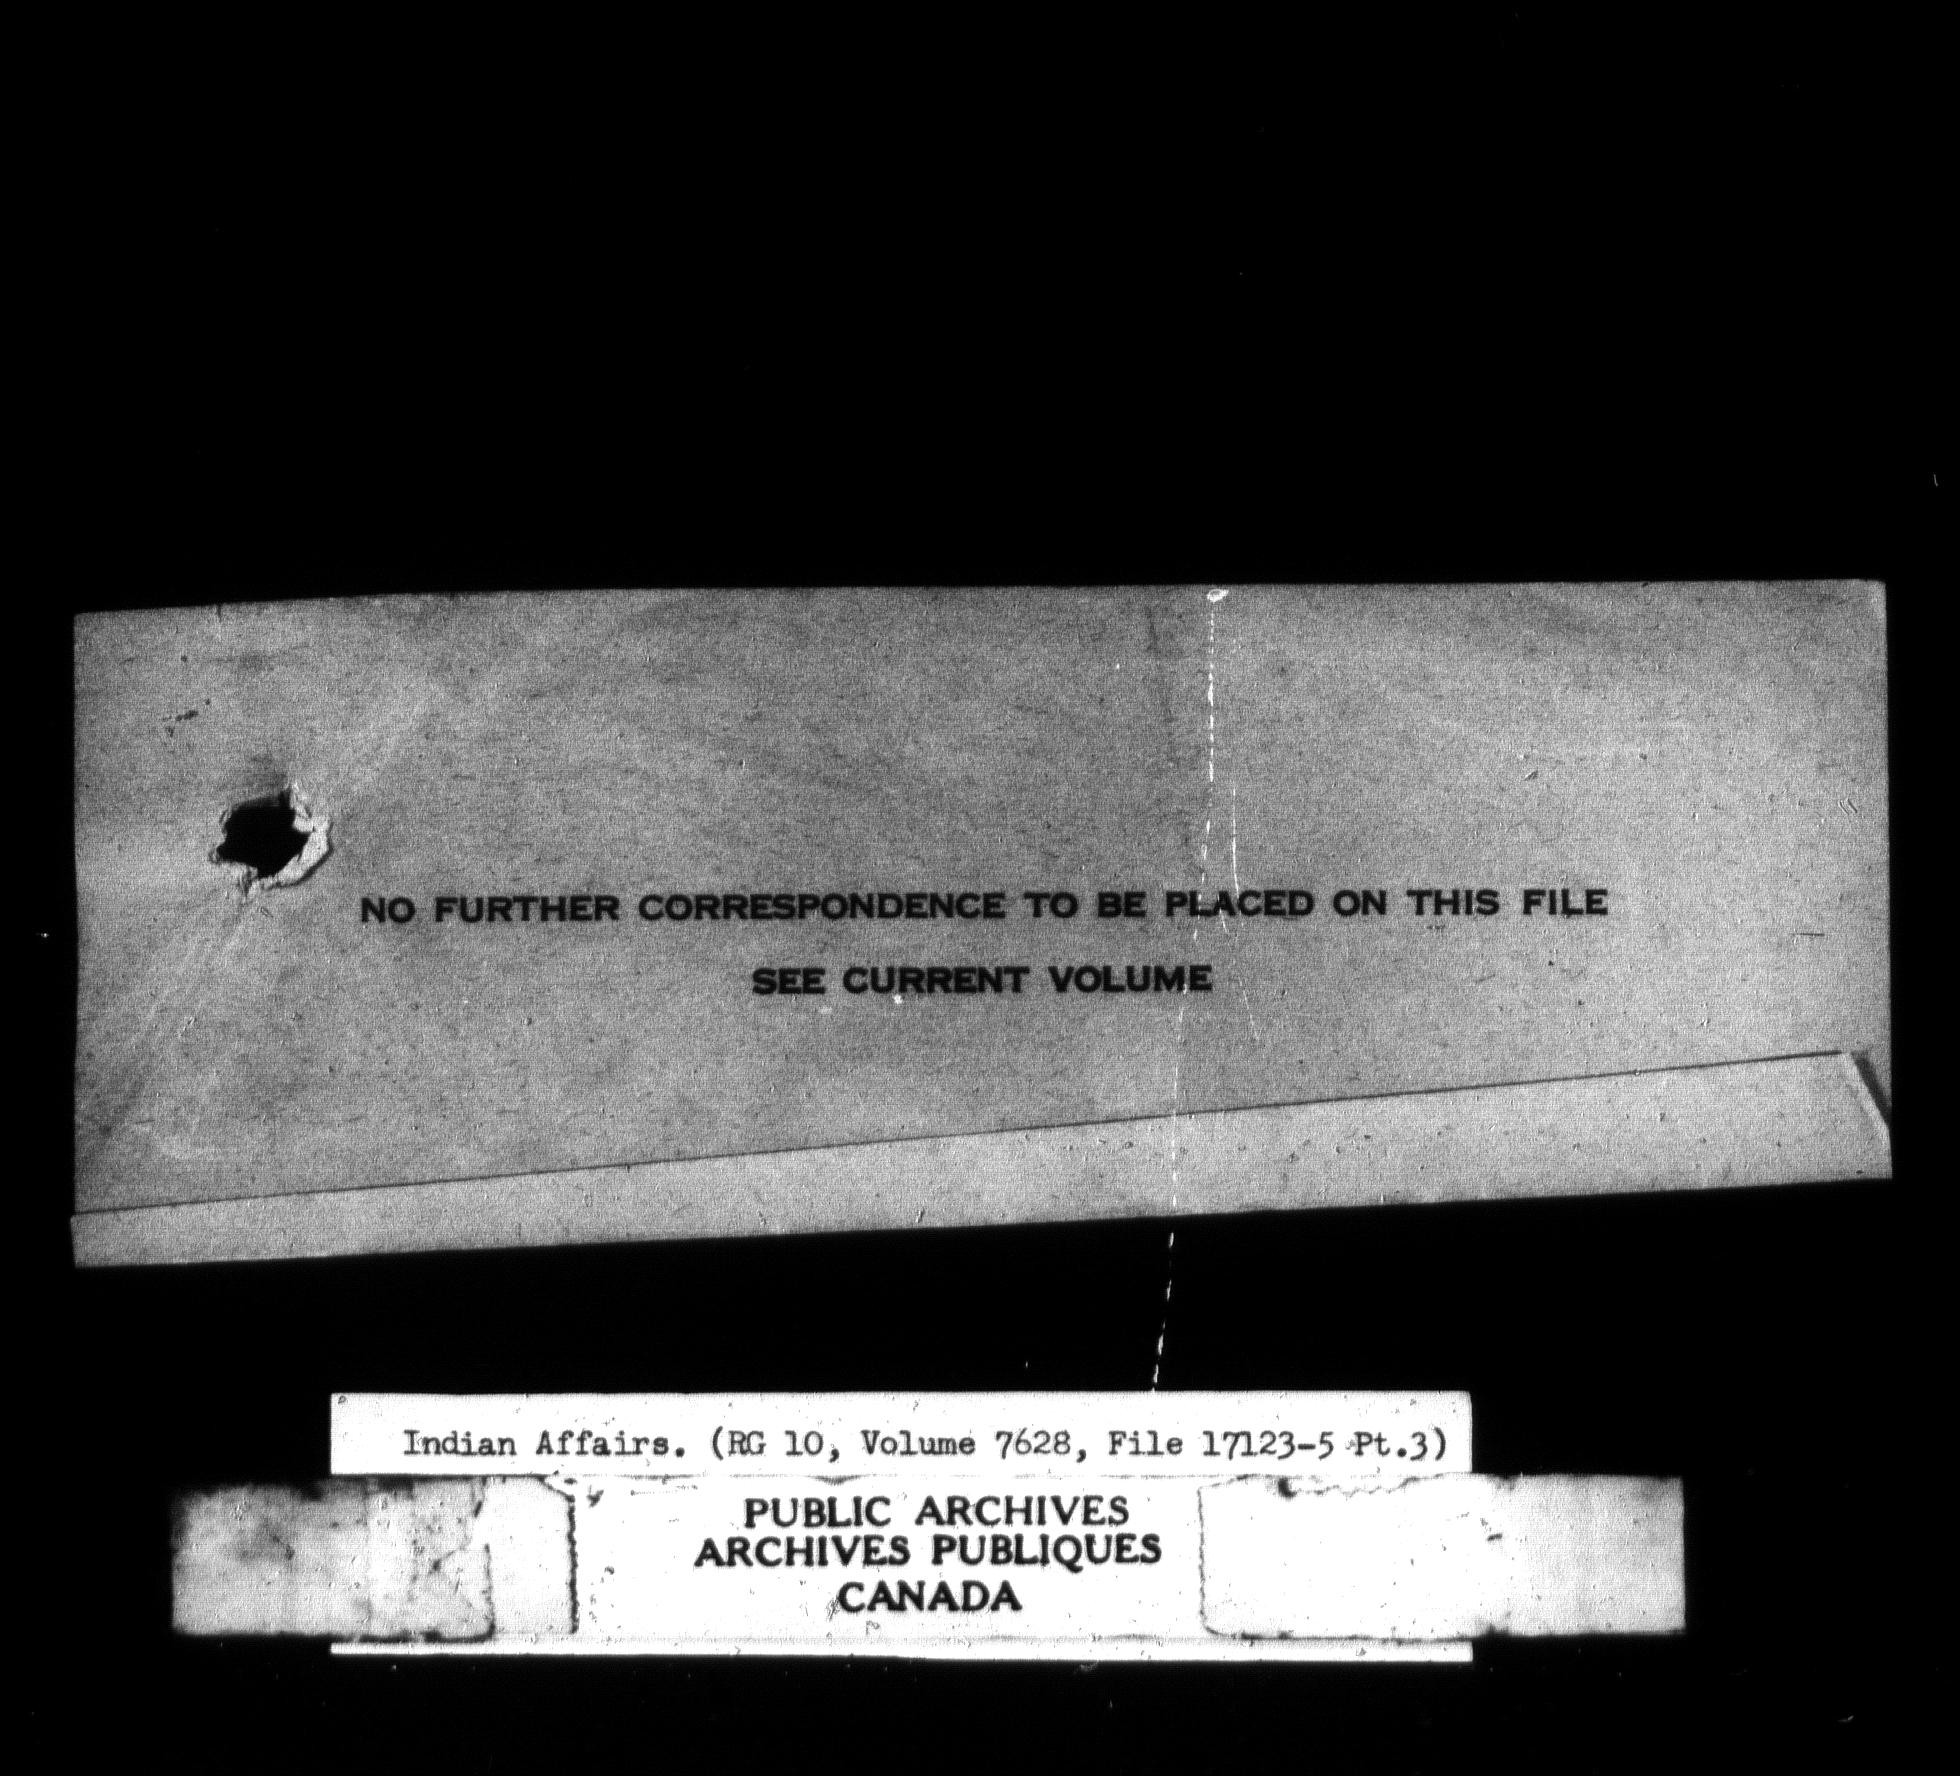 NO FURTHER CORRESPONDENCE TO BE PLACED ON THIS FILE
SEE CURRENT VOLUME
Indian Affairs. (RG 10, Volume 7628, File 17123-5 Pt.3)
PUBLIC ARCHIVES
ARCHIVES PUBLIQUES
CANADA